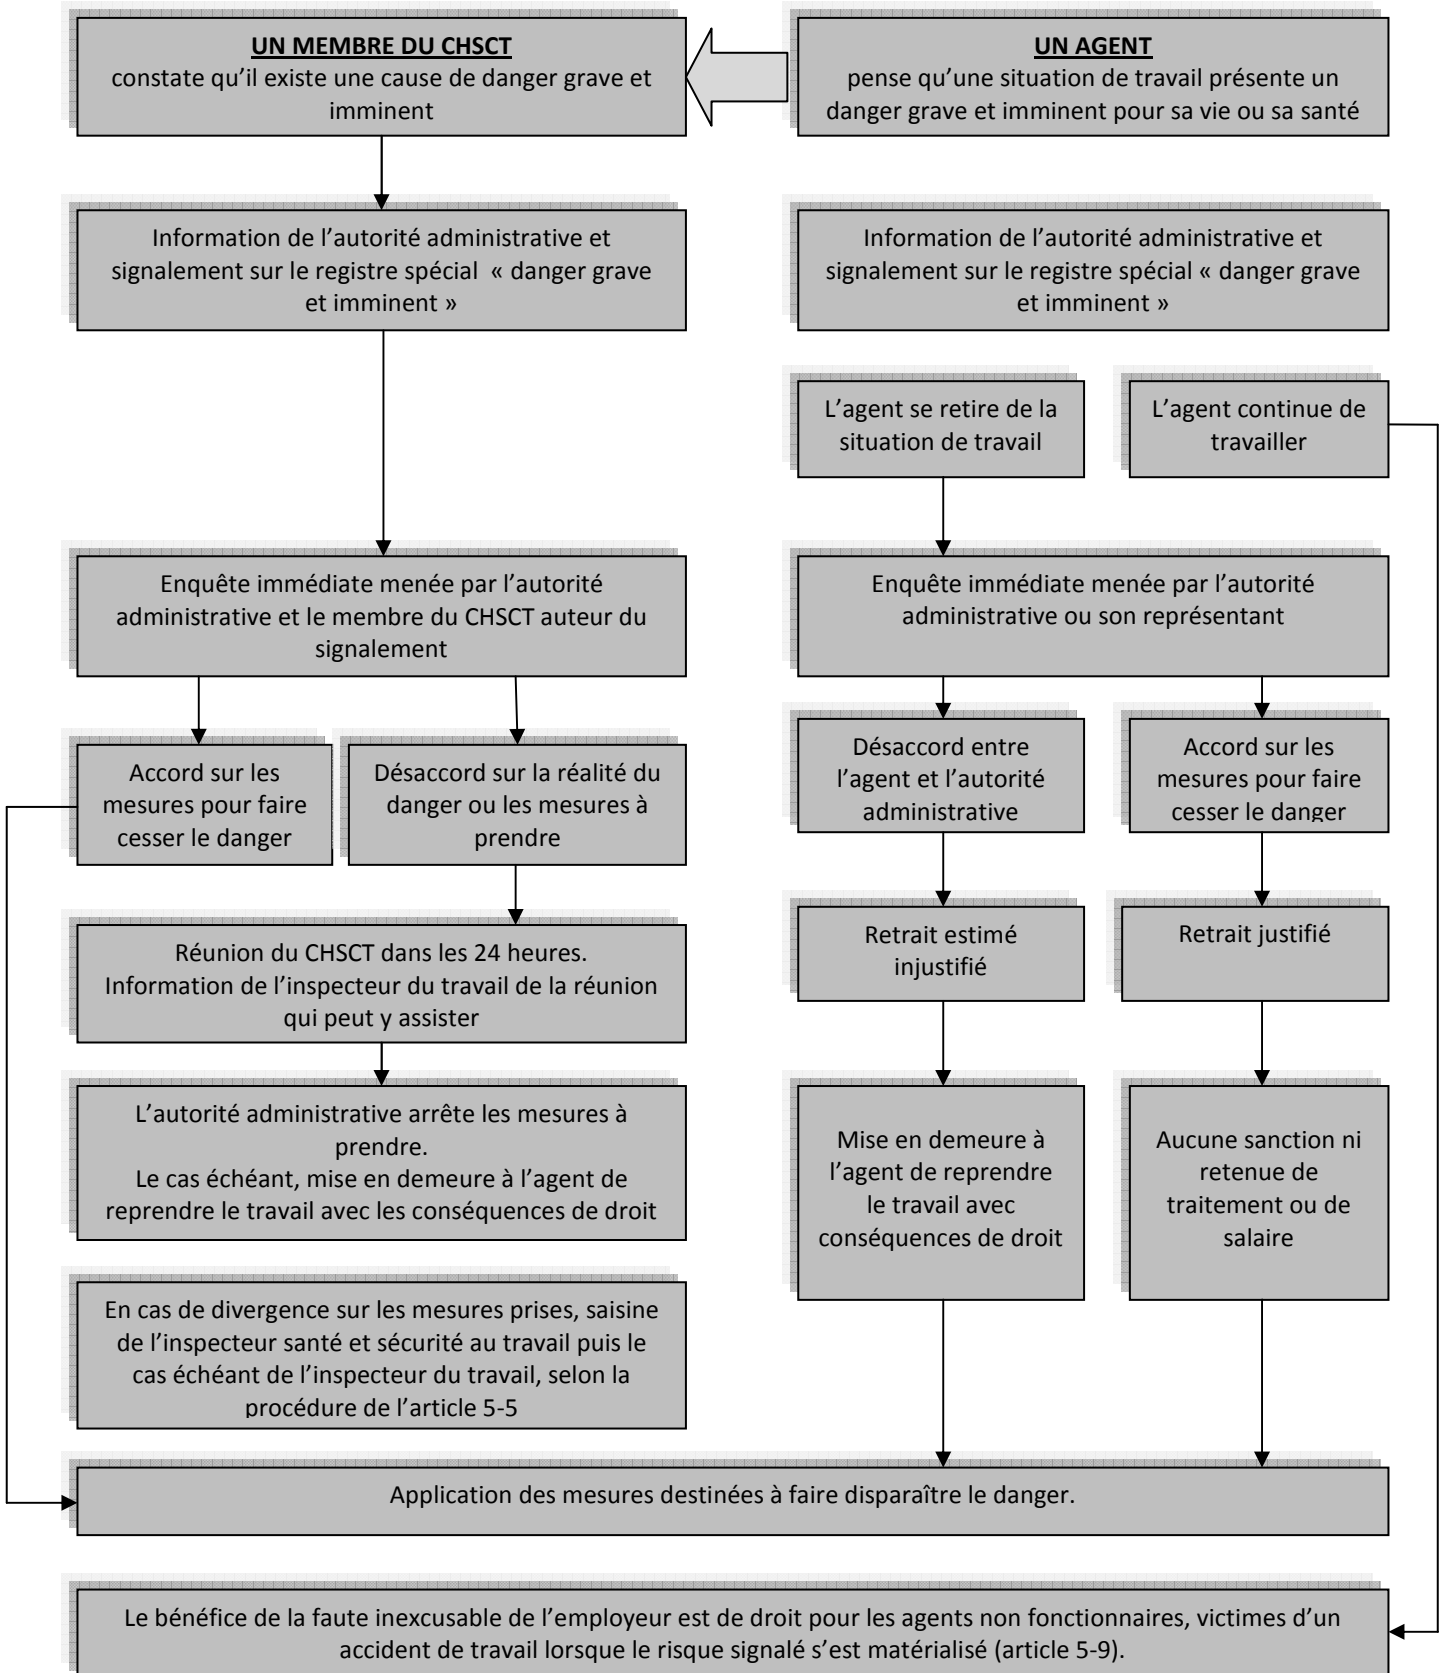 UN MEMBRE DU CHSCT
constate qu’il existe une cause de danger grave et
imminent
UN AGENT
pense qu’une situation de travail présente un
danger grave et imminent pour sa vie ou sa santé
Information de l’autorité administrative et
signalement sur le registre spécial « danger grave
et imminent »
Information de l’autorité administrative et
signalement sur le registre spécial « danger grave
et imminent »
L’agent se retire de la
situation de travail
L’agent continue de
travailler
Enquête immédiate menée par l’autorité
administrative et le membre du CHSCT auteur du
signalement
Enquête immédiate menée par l’autorité
administrative ou son représentant
Accord sur les
mesures pour faire
cesser le danger
Désaccord sur la réalité du
danger ou les mesures à
prendre
Désaccord entre
l’agent et l’autorité
administrative
Accord sur les
mesures pour faire
cesser le danger
Retrait estimé
injustifié
Retrait justifié
Réunion du CHSCT dans les 24 heures.
Information de l’inspecteur du travail de la réunion
qui peut y assister
L’autorité administrative arrête les mesures à
prendre.
Le cas échéant, mise en demeure à l’agent de
reprendre le travail avec les conséquences de droit
Mise en demeure à
l’agent de reprendre
le travail avec
conséquences de droit
Aucune sanction ni
retenue de
traitement ou de
salaire
En cas de divergence sur les mesures prises, saisine
de l’inspecteur santé et sécurité au travail puis le
cas échéant de l’inspecteur du travail, selon la
procédure de l’article 5-5
Application des mesures destinées à faire disparaître le danger.
Le bénéfice de la faute inexcusable de l’employeur est de droit pour les agents non fonctionnaires, victimes d’un
accident de travail lorsque le risque signalé s’est matérialisé (article 5-9).